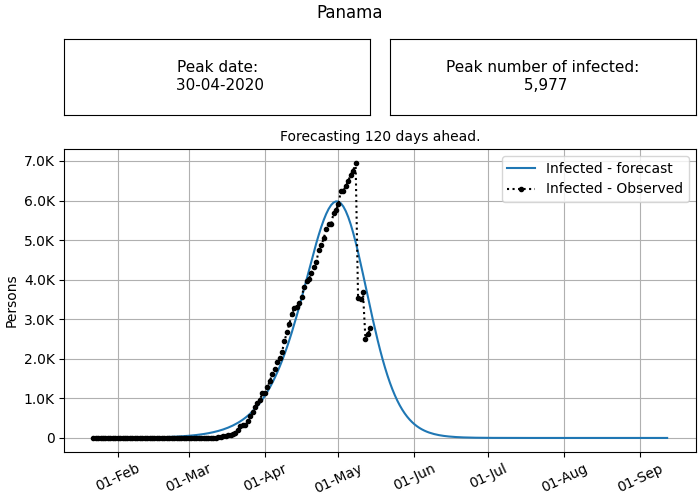 Panama
Peak date:
30-04-2020
Peak number of infected:
5,977
Forecasting 120 days ahead.
Infected - forecast
Infected - Observed
7.0K
6.0K
5.0K
4.0K
3.0K
2.0K
1.0K
0
Persons
01-Feb
01-Mar
01-Apr
01-May
01-Jun
01-Jul
01-Aug
01-Sep